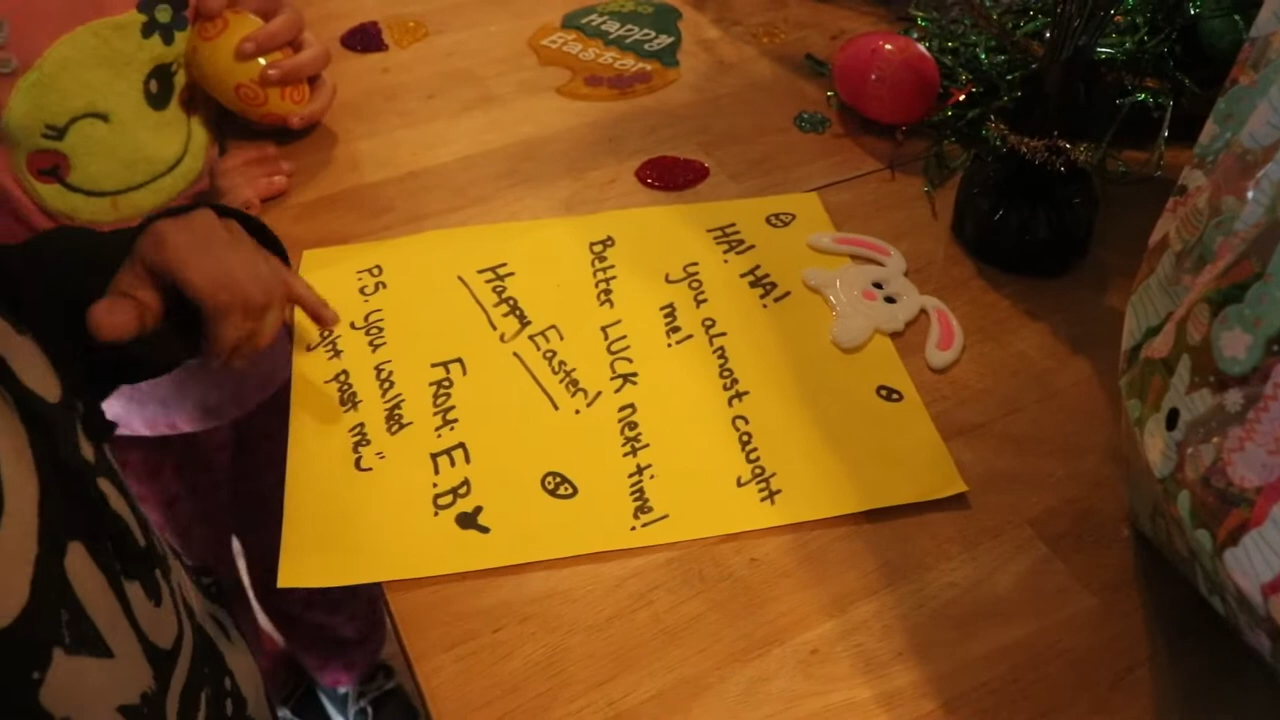 HA! HA!
you almost caught
me!
Better LUCK next time!
Happy Easter!
FROM: E.B.
P.S. you walked
past me
Happy
Easter